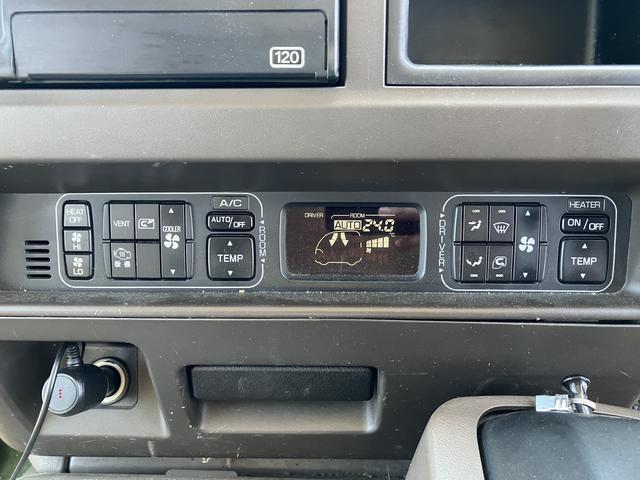 120
HEAT OFF
HI
LO
VENT
COOLER
A/C
AUTO/OFF
TEMP
ROOM
DRIVER ROOM
AUTO 24.0 °C
DRIVER
HEATER
ON/OFF
TEMP